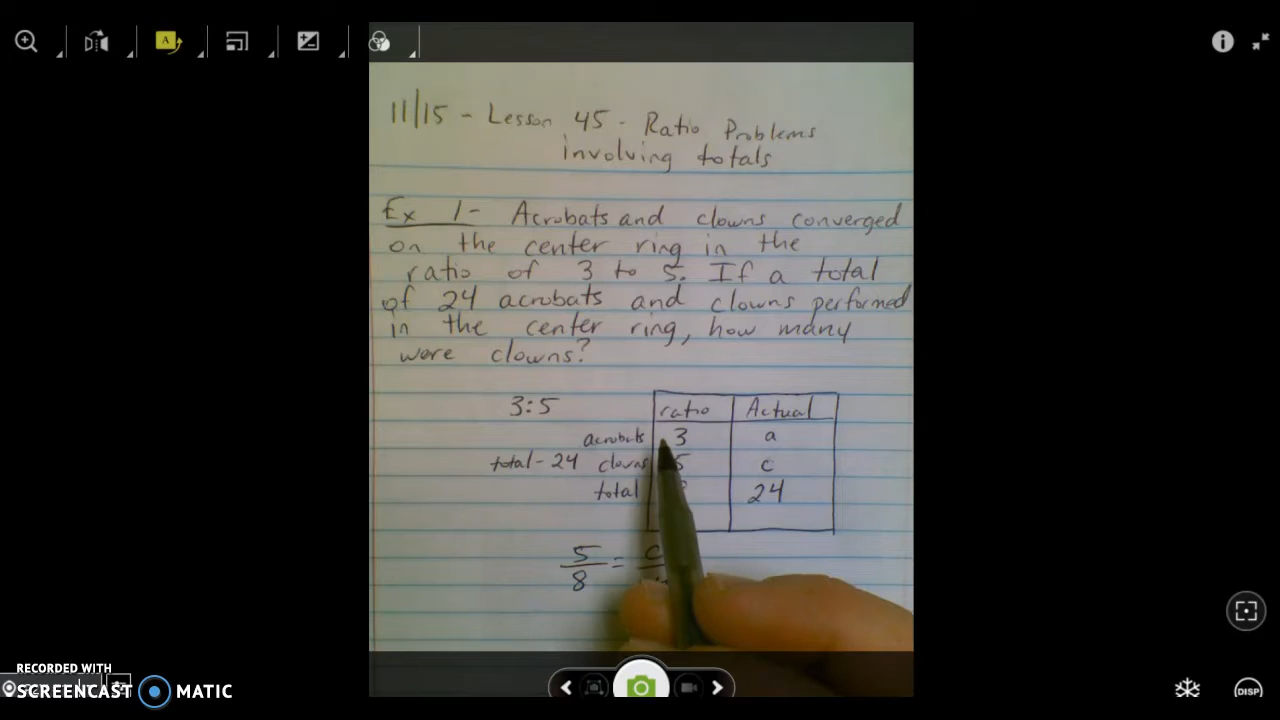 11/15 - Lesson 45 - Ratio Problems
involving totals
Ex 1- Acrobats and clowns converged
on the center ring in the
ratio of 3 to 5. If a total
of 24 acrobats and clowns performed
in the center ring, how many
were clowns?
3:5
ratio Actual
acrobats 3 a
total - 24 clowns 5 c
total 24
5/8 = c
RECORDED WITH
SCREENCAST MATIC
A
i
DISP